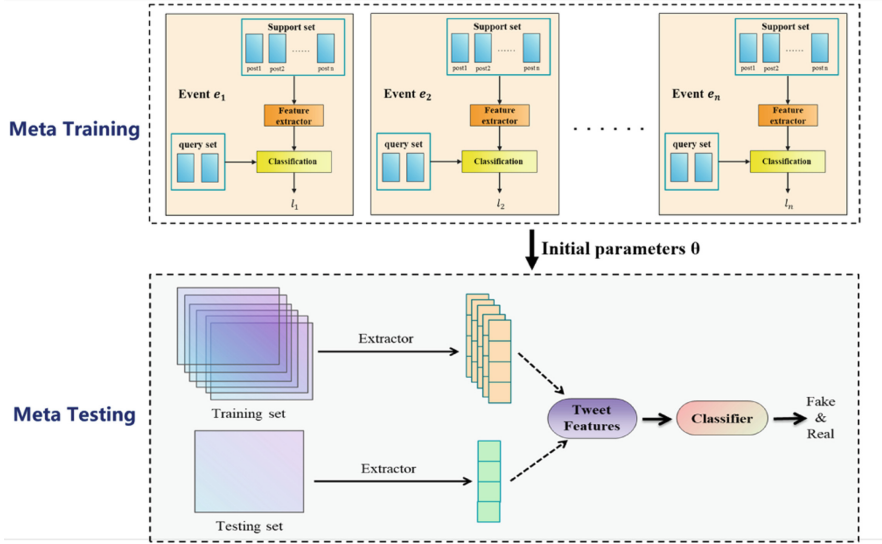 Meta Training
Support set
post1 post2 ...... post n
Event e₁
Feature
extractor
query set
Classification
l₁
Support set
post1 post2 ...... post n
Event e₂
Feature
extractor
query set
Classification
l₂
. . . . . .
Support set
post1 post2 ...... post n
Event eₙ
Feature
extractor
query set
Classification
lₙ
Initial parameters θ
Meta Testing
Training set
Extractor
Testing set
Extractor
Tweet
Features
Classifier
Fake
&
Real